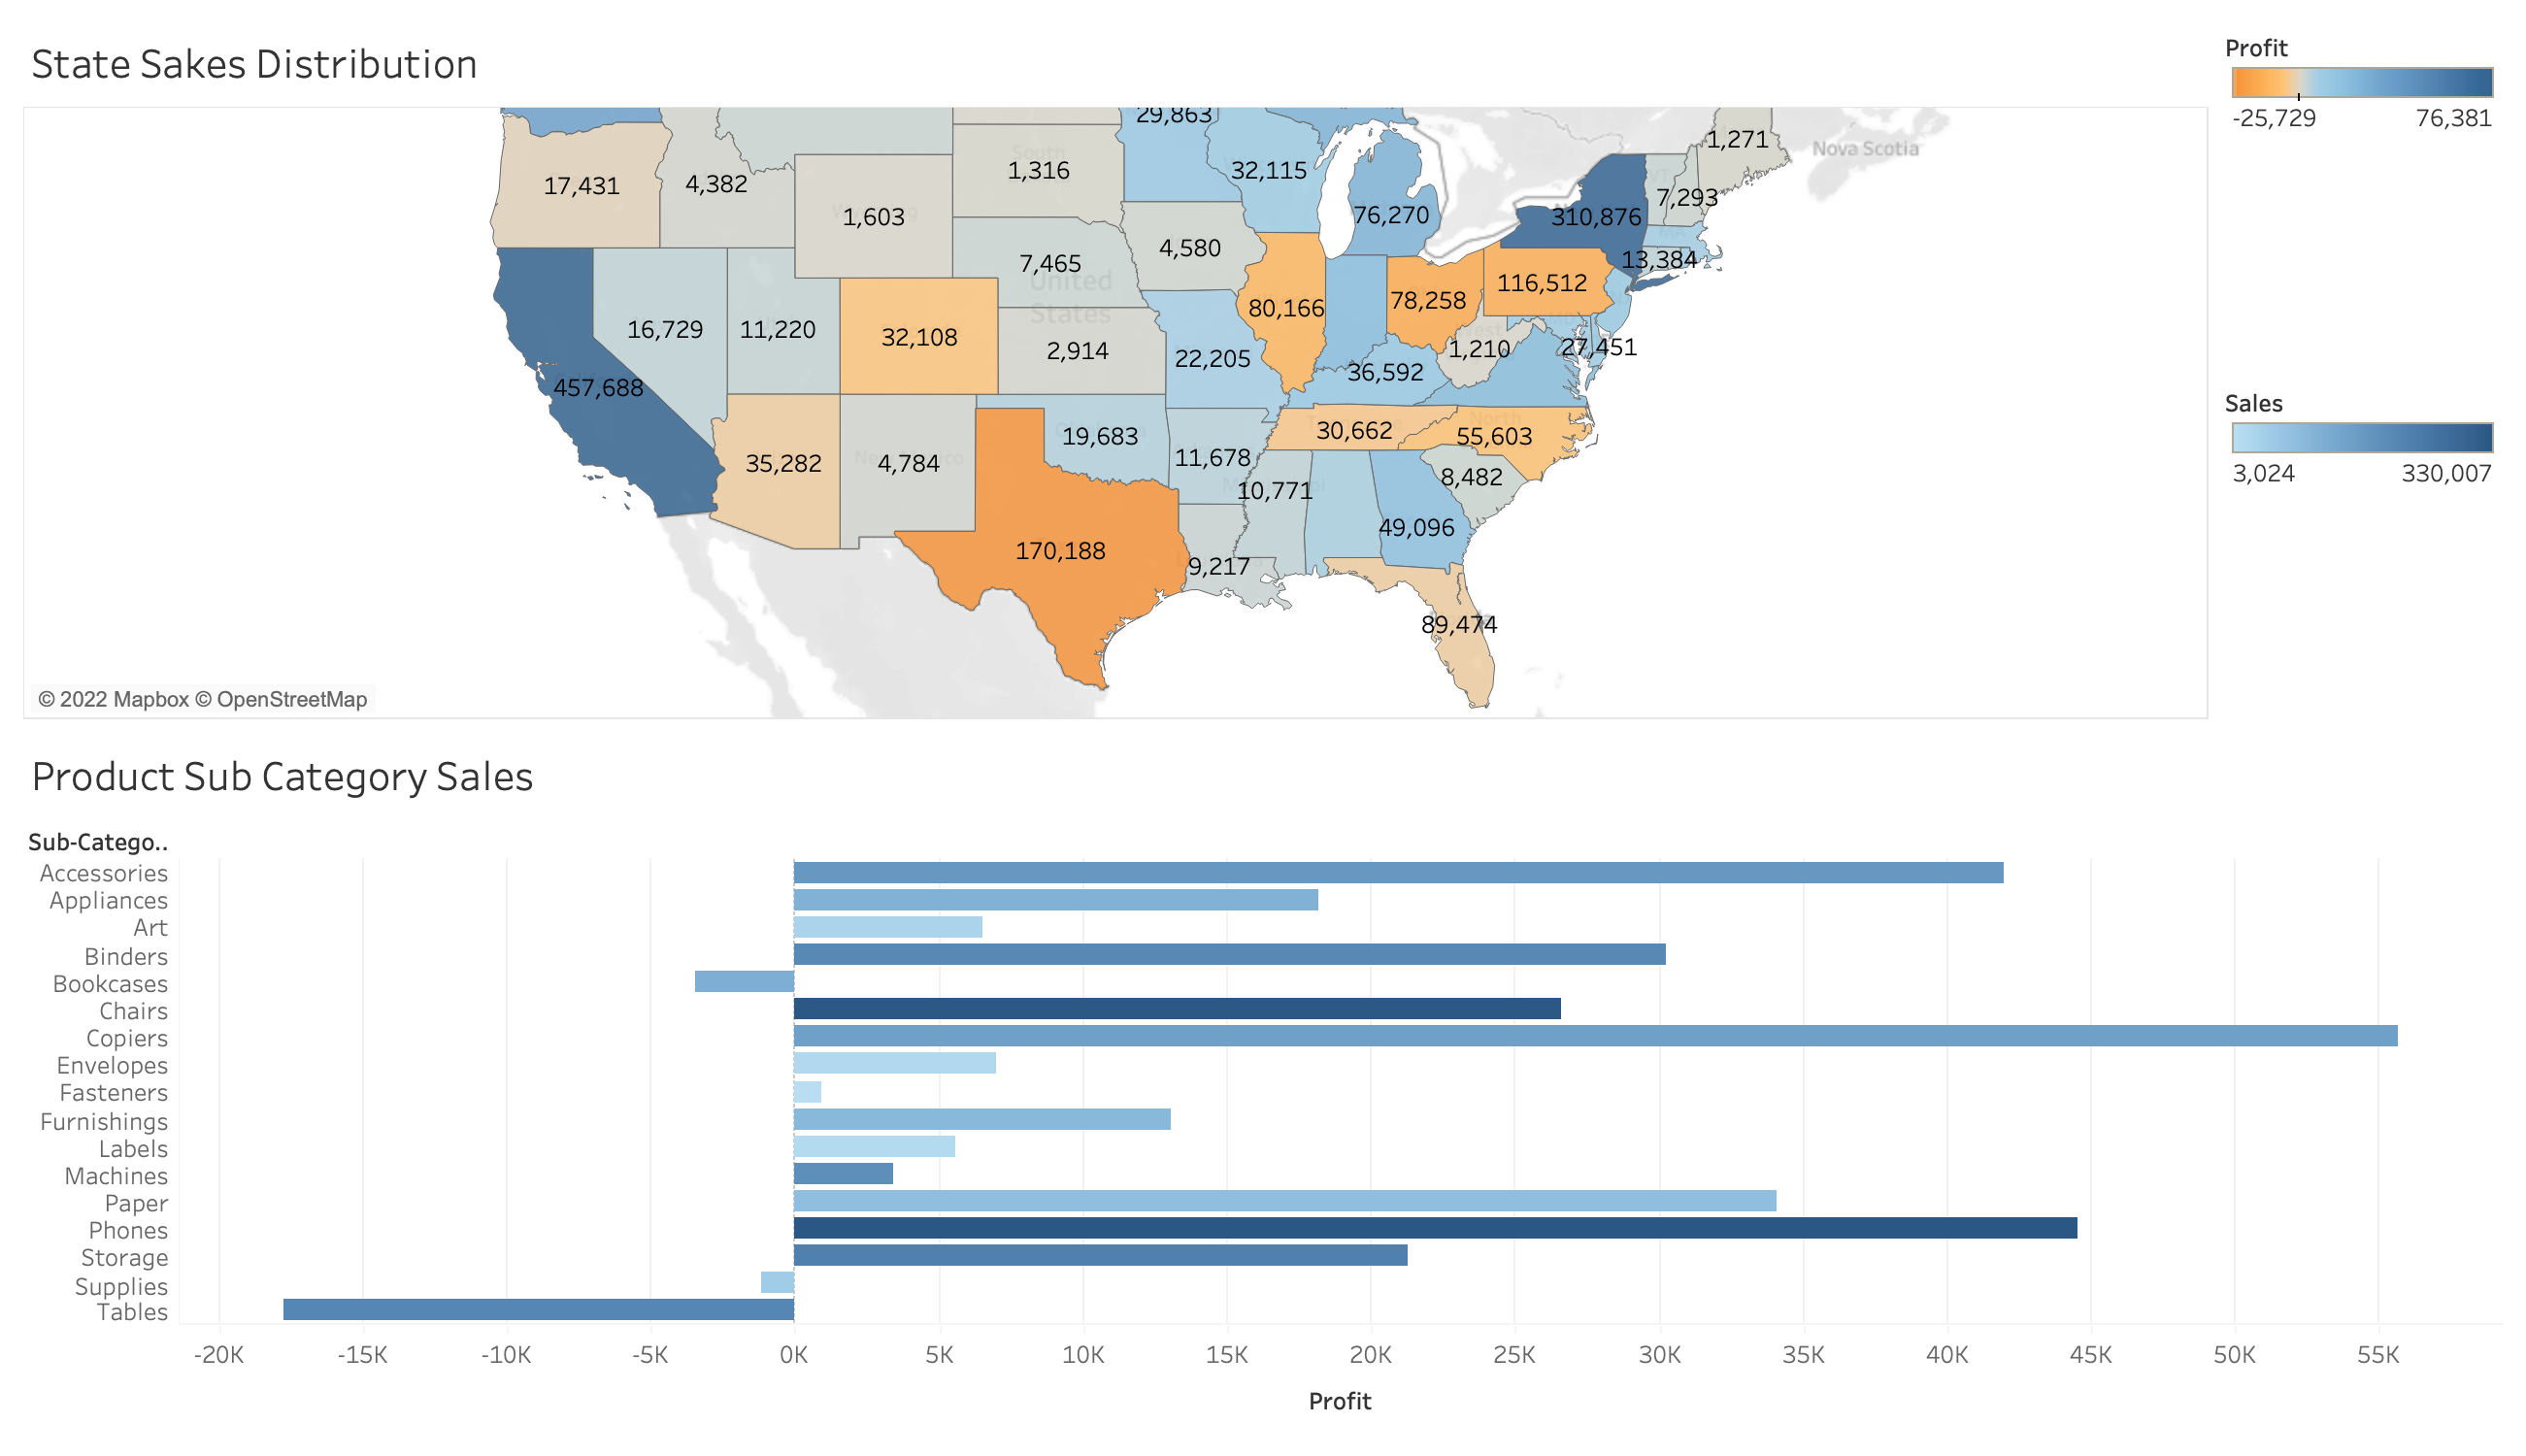 State Sakes Distribution
Profit
-25,729 76,381
Sales
3,024 330,007
29,863
1,271
Nova Scotia
17,431
4,382
South
1,316
32,115
1,603
76,270
7,293
310,876
4,580
7,465
13,384
United
States
116,512
80,166
78,258
16,729
11,220
32,108
2,914
22,205
1,210
27,451
36,592
457,688
30,662
North
55,603
19,683
35,282
4,784
11,678
8,482
10,771
49,096
170,188
9,217
89,474
© 2022 Mapbox © OpenStreetMap
Product Sub Category Sales
Sub-Catego..
Accessories
Appliances
Art
Binders
Bookcases
Chairs
Copiers
Envelopes
Fasteners
Furnishings
Labels
Machines
Paper
Phones
Storage
Supplies
Tables
-20K -15K -10K -5K 0K 5K 10K 15K 20K 25K 30K 35K 40K 45K 50K 55K
Profit